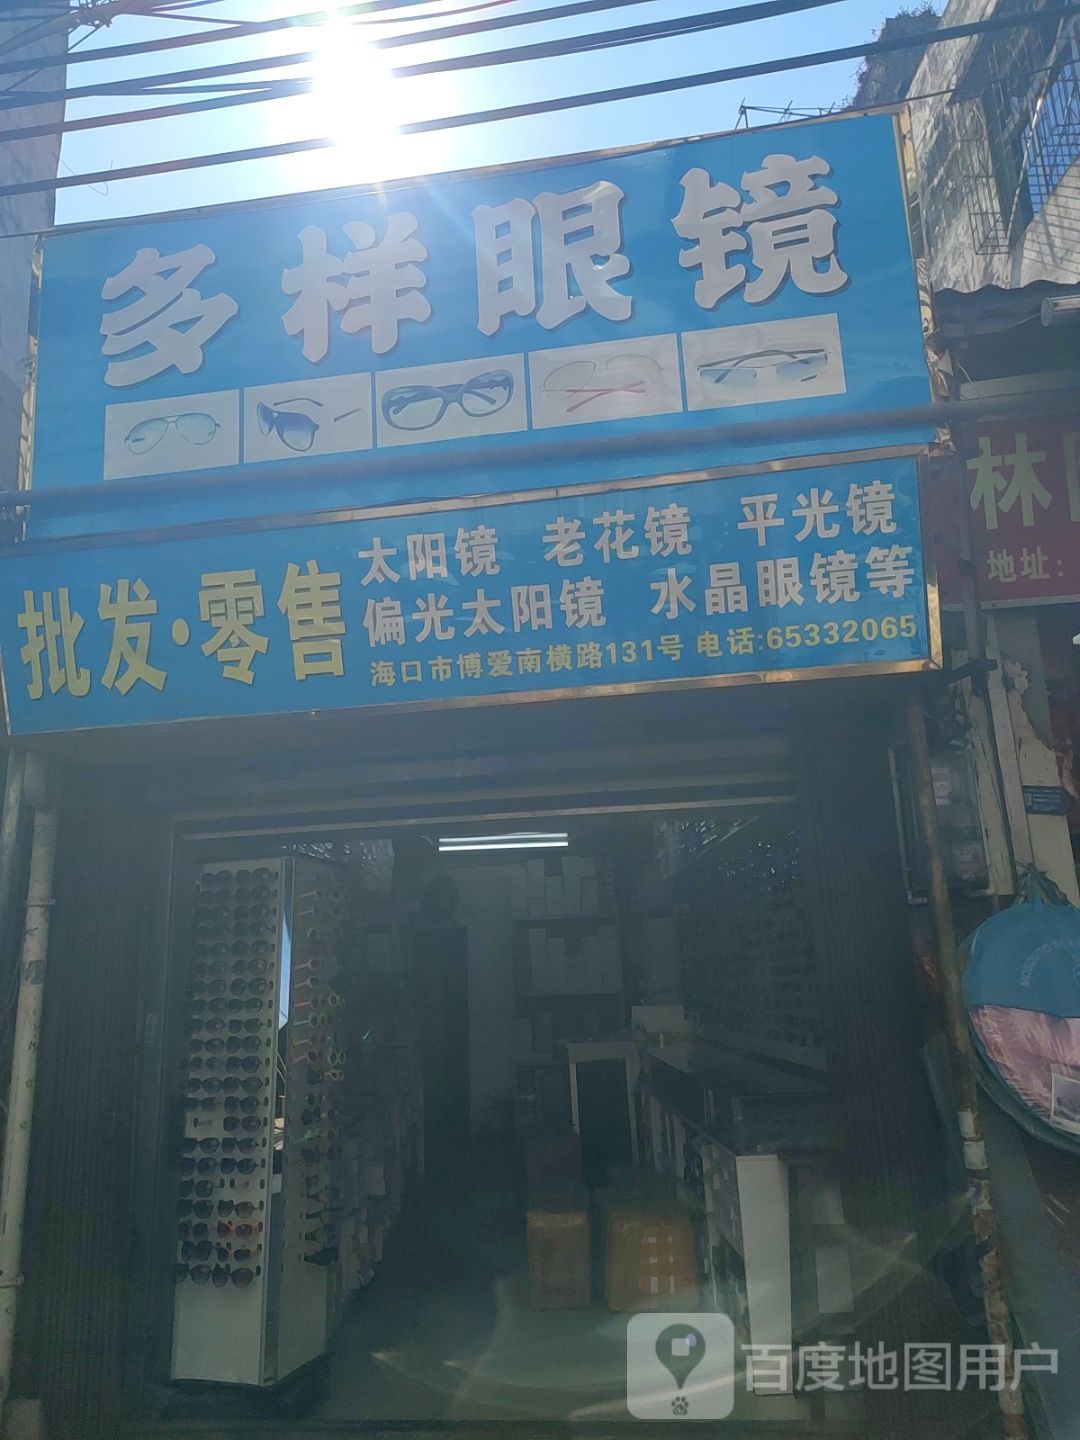 多样眼镜
批发·零售
太阳镜 老花镜 平光镜
偏光太阳镜 水晶眼镜等
海口市博爱南横路131号 电话:65332065
林
地址:
MOSQUITO NET
百度地图用户